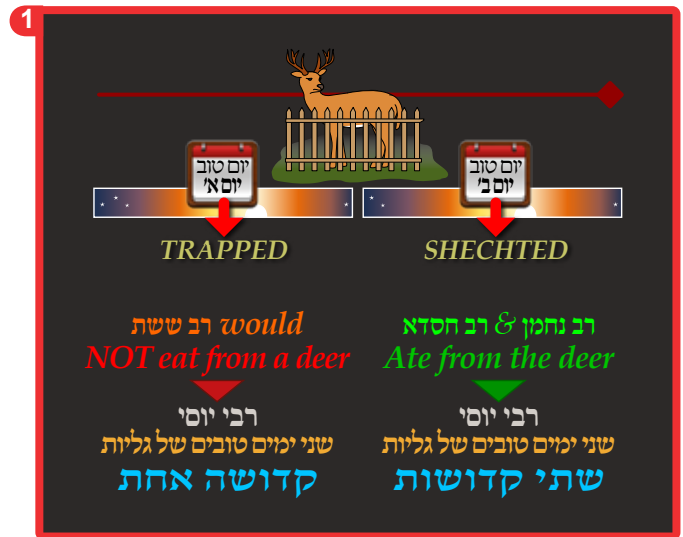 1
יום טוב
יום א'
יום טוב
יום ב'
TRAPPED
SHECHTED
רב ששת would
NOT eat from a deer
רבי יוסי
שני ימים טובים של גליות
קדושה אחת
רב נחמן & רב חסדא
Ate from the deer
רבי יוסי
שני ימים טובים של גליות
שתי קדושות